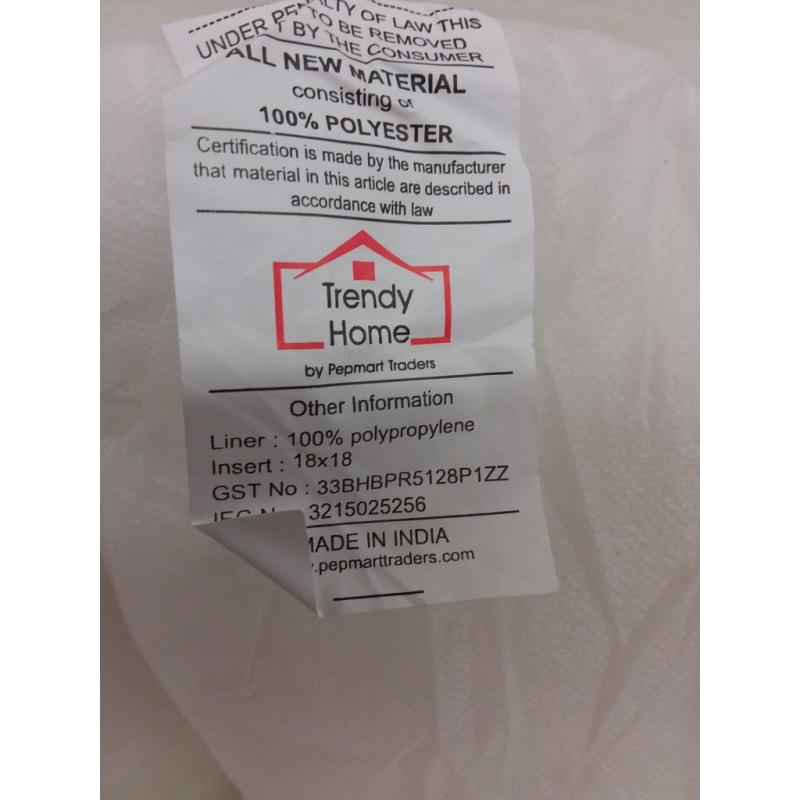 UNDER PENALTY OF LAW THIS
TO BE REMOVED
BY THE CONSUMER
ALL NEW MATERIAL
consisting of
100% POLYESTER
Certification is made by the manufacturer
that material in this article are described in
accordance with law
Trendy
Home
by Pepmart Traders
Other Information
Liner : 100% polypropylene
Insert : 18x18
GST No : 33BHBPR5128P1ZZ
3215025256
MADE IN INDIA
.pepmarttraders.com